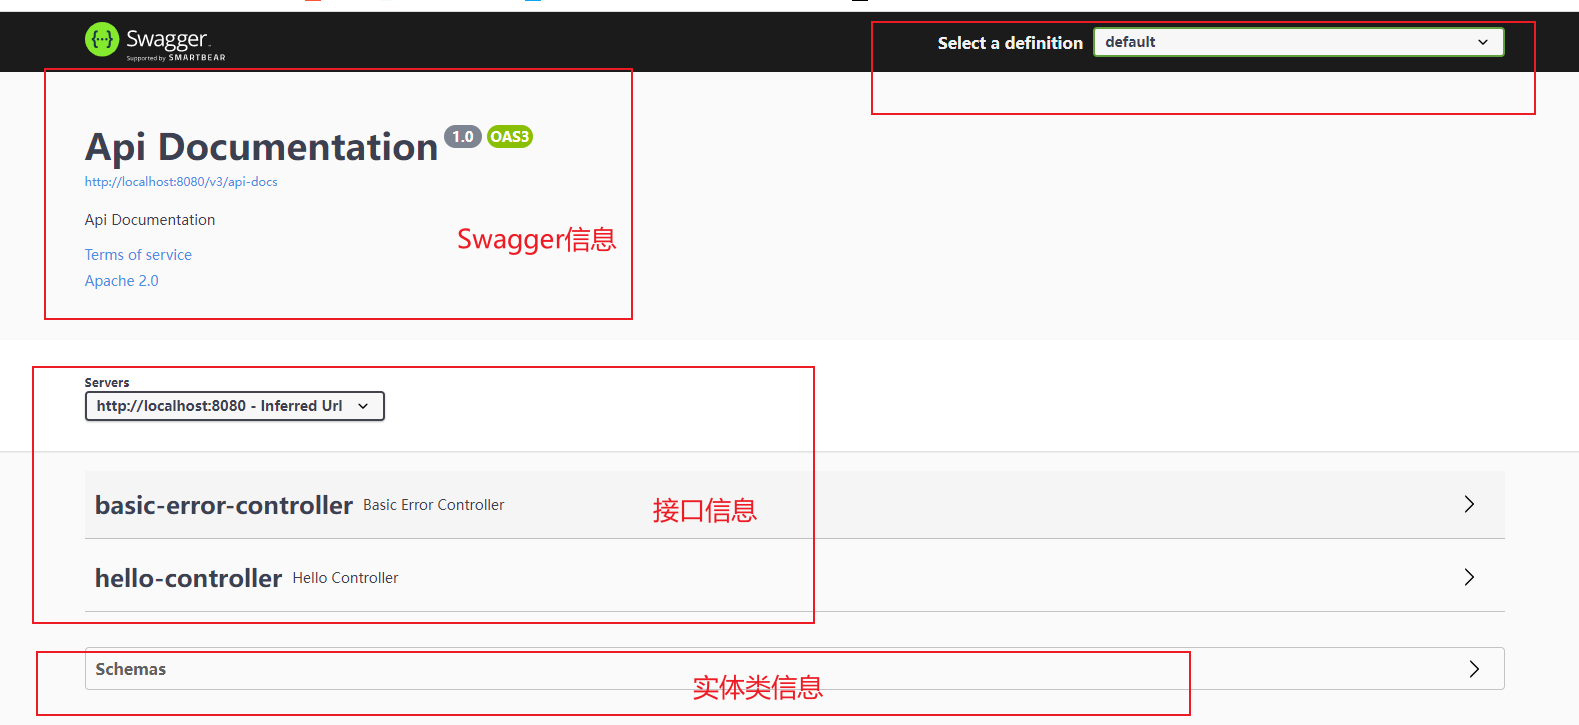 Swagger.
Supported by SMARTBEAR
Select a definition default
Api Documentation 1.0 OAS3
http://localhost:8080/v3/api-docs
Api Documentation
Swagger信息
Terms of service
Apache 2.0
Servers
http://localhost:8080 - Inferred Url
basic-error-controller Basic Error Controller
接口信息
hello-controller Hello Controller
Schemas
实体类信息